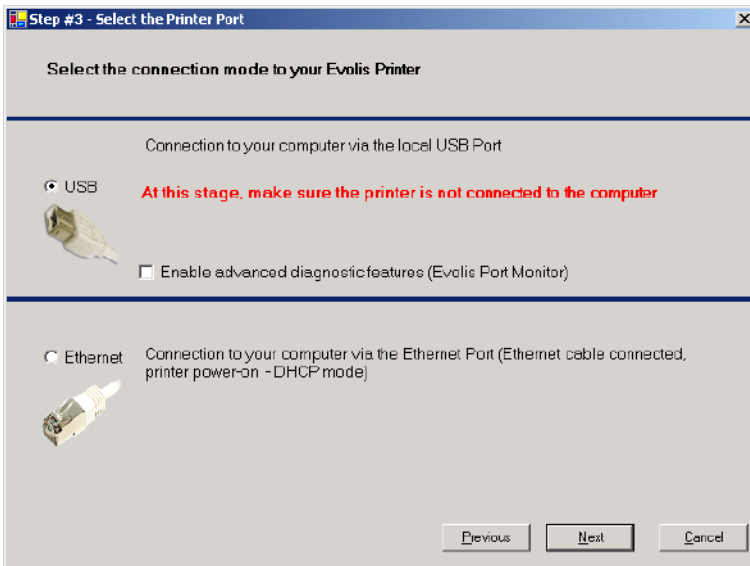 Step #3 - Select the Printer Port
Select the connection mode to your Evolis Printer
Connection to your computer via the local USB Port
USB
At this stage, make sure the printer is not connected to the computer
Enable advanced diagnostic features (Evolis Port Monitor)
Ethernet
Connection to your computer via the Ethernet Port (Ethernet cable connected,
printer power-on - DHCP mode)
Previous
Next
Cancel